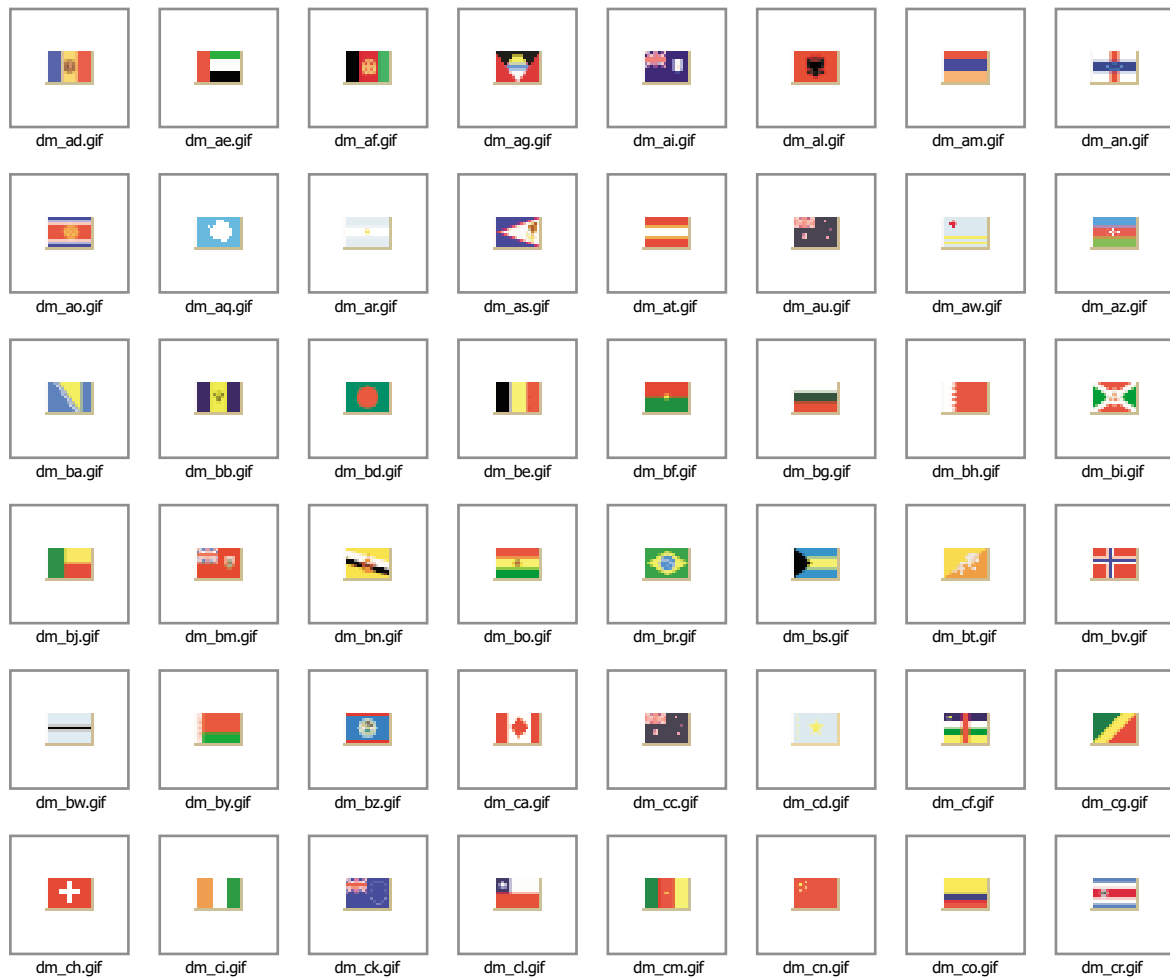 dm_ad.gif dm_ae.gif dm_af.gif dm_ag.gif dm_ai.gif dm_al.gif dm_am.gif dm_an.gif
dm_ao.gif dm_aq.gif dm_ar.gif dm_as.gif dm_at.gif dm_au.gif dm_aw.gif dm_az.gif
dm_ba.gif dm_bb.gif dm_bd.gif dm_be.gif dm_bf.gif dm_bg.gif dm_bh.gif dm_bi.gif
dm_bj.gif dm_bm.gif dm_bn.gif dm_bo.gif dm_br.gif dm_bs.gif dm_bt.gif dm_bv.gif
dm_bw.gif dm_by.gif dm_bz.gif dm_ca.gif dm_cc.gif dm_cd.gif dm_cf.gif dm_cg.gif
dm_ch.gif dm_ci.gif dm_ck.gif dm_cl.gif dm_cm.gif dm_cn.gif dm_co.gif dm_cr.gif